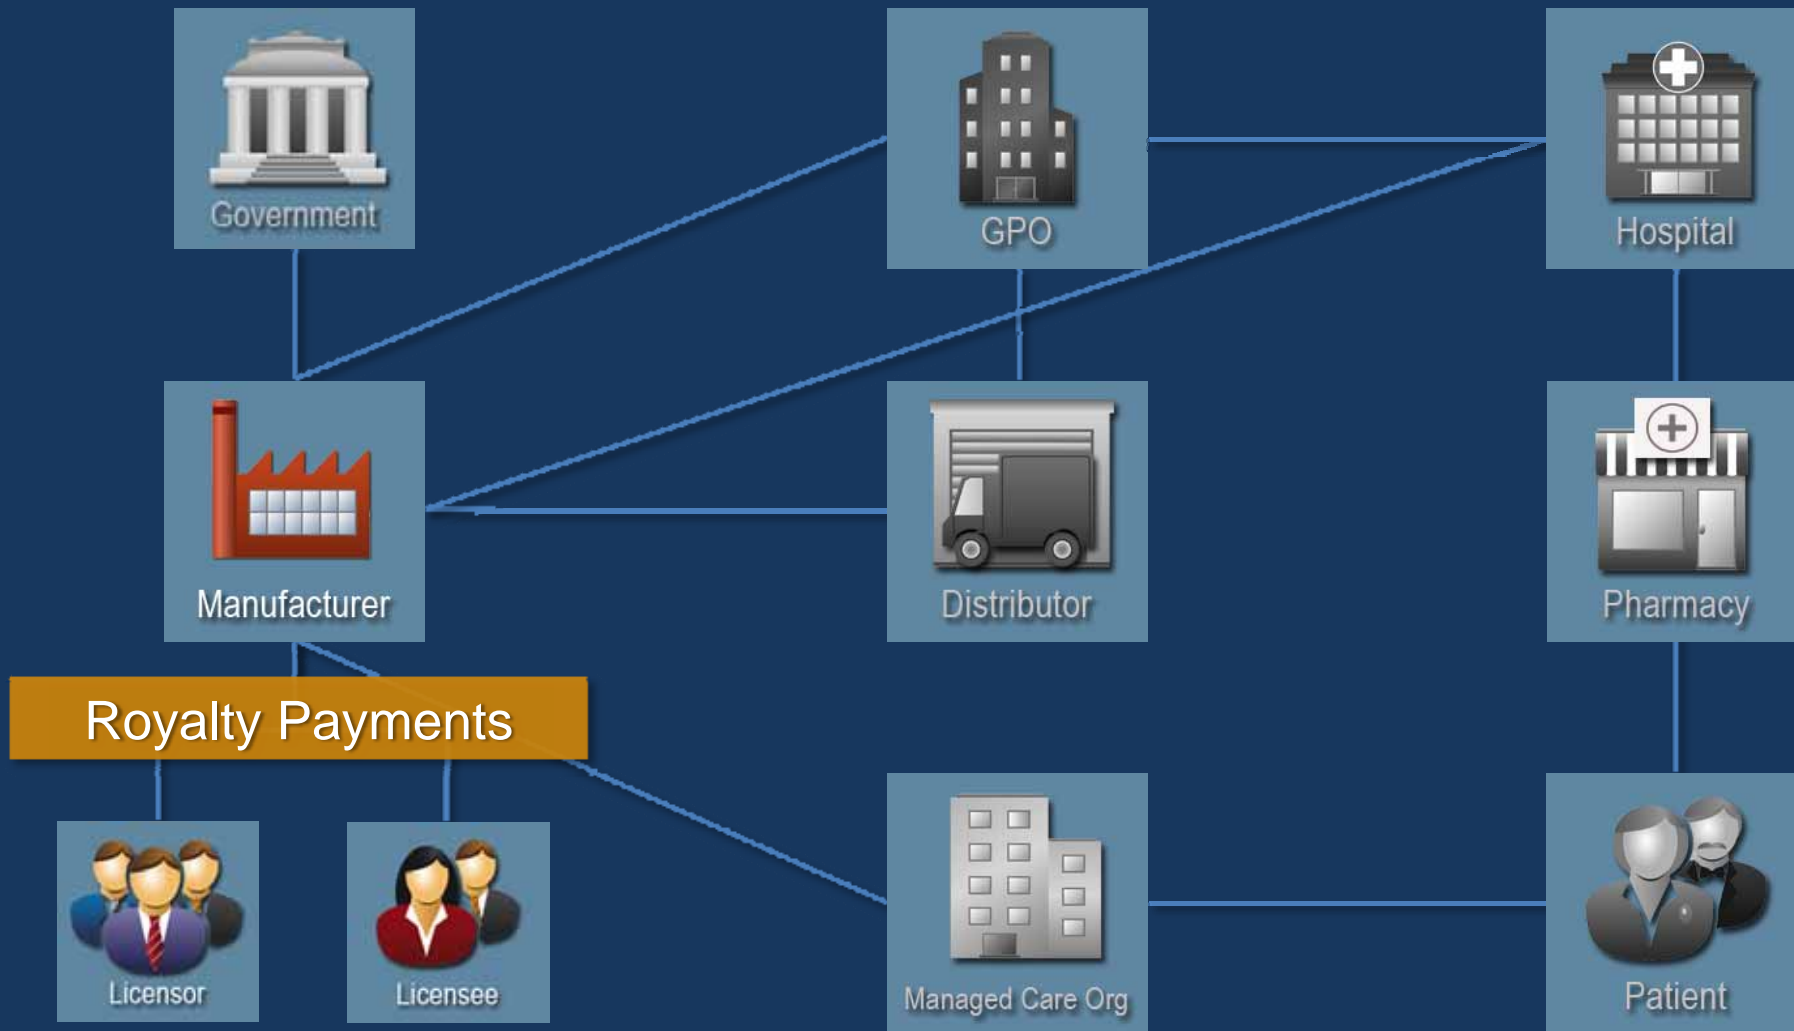 Government
GPO
Hospital
Manufacturer
Distributor
Pharmacy
Royalty Payments
Licensor
Licensee
Managed Care Org
Patient